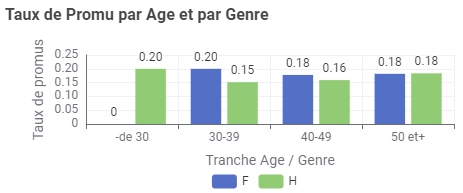 Taux de Promu par Age et par Genre
Taux de promus
0.25
0.20
0.15
0.10
0.05
0
0 0.20 0.20 0.15 0.18 0.16 0.18 0.18
-de 30 30-39 40-49 50 et+
Tranche Age / Genre
F H